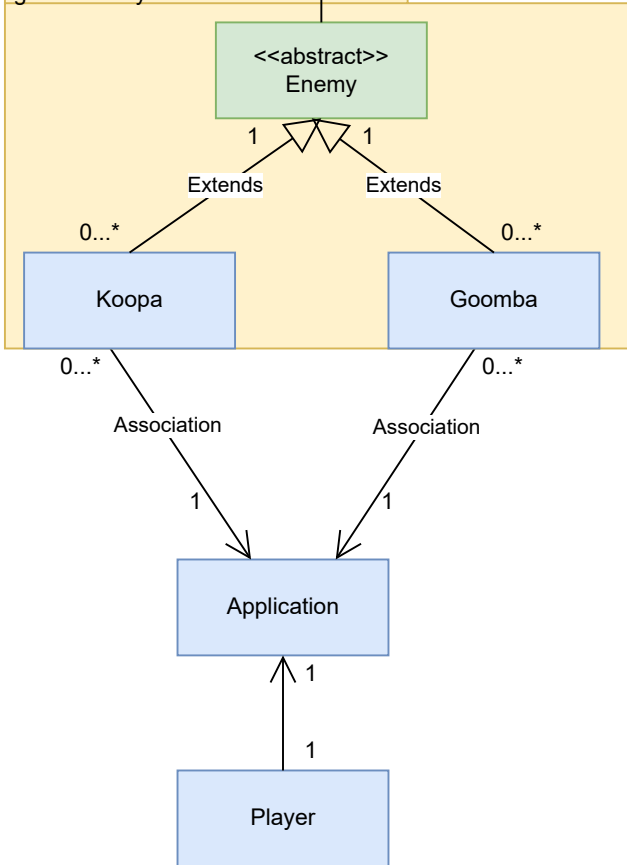 <<abstract>>
Enemy
1
1
Extends
Extends
0...*
0...*
Koopa
Goomba
0...*
0...*
Association
Association
1
1
Application
1
1
Player